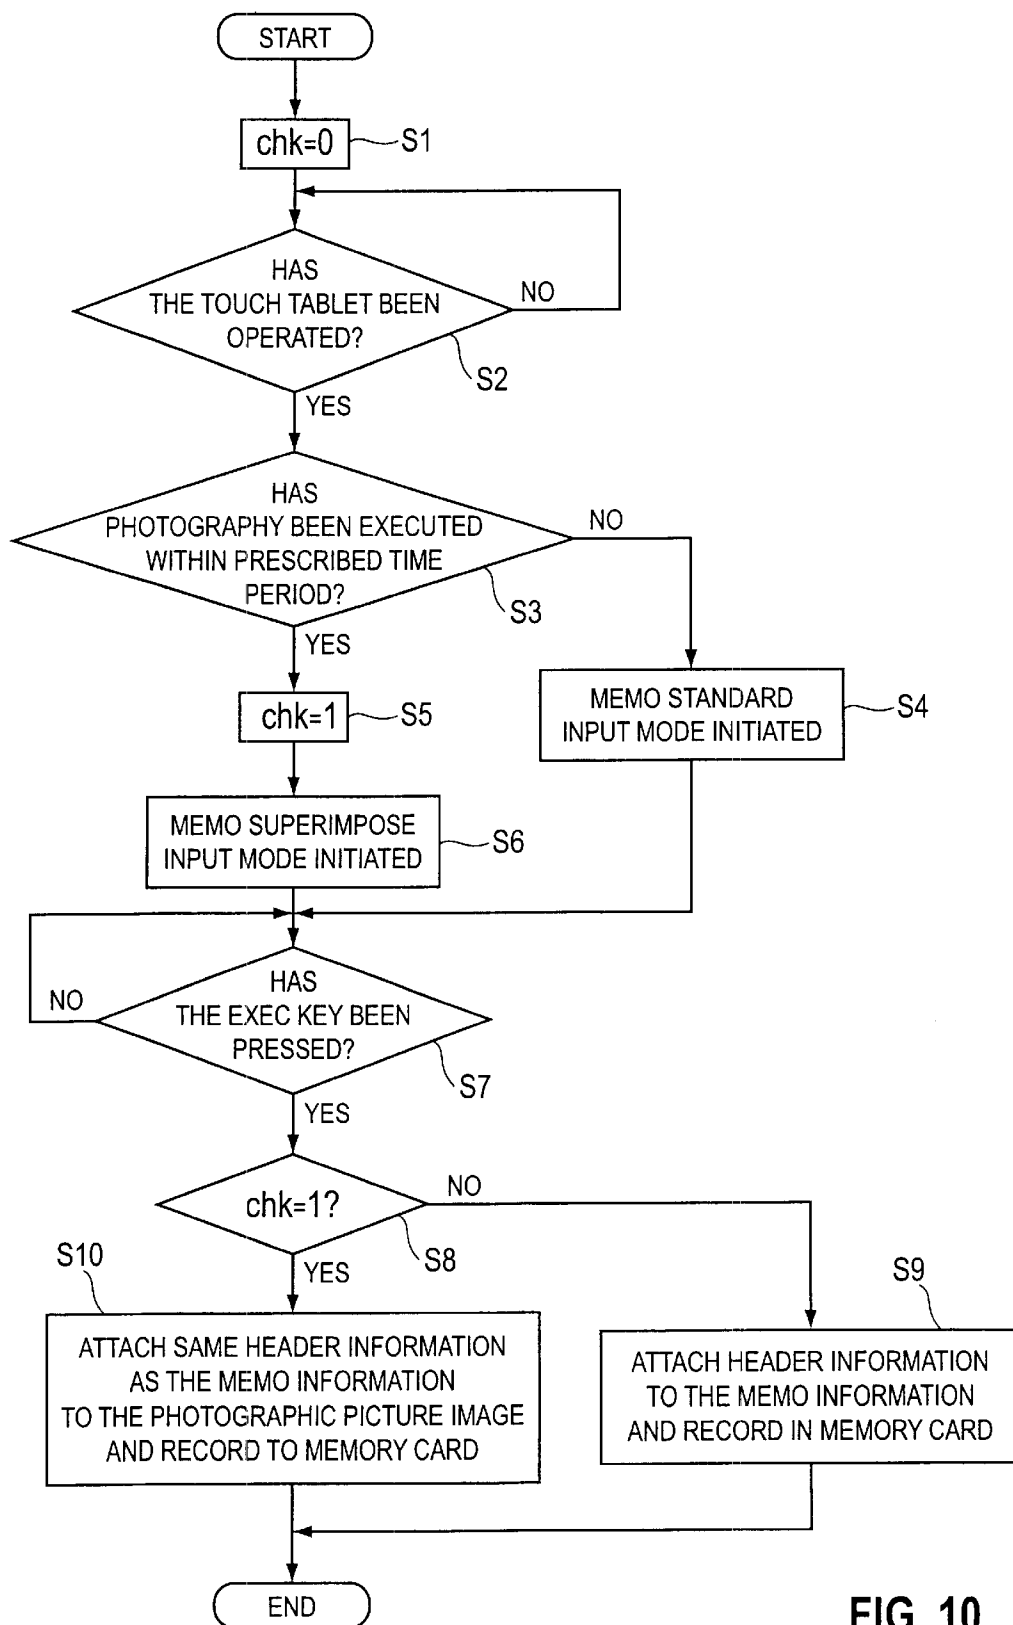 START
chk=0
S1
HAS
THE TOUCH TABLET BEEN
OPERATED?
NO
S2
YES
HAS
PHOTOGRAPHY BEEN EXECUTED
WITHIN PRESCRIBED TIME
PERIOD?
NO
S3
YES
chk=1
S5
MEMO STANDARD
INPUT MODE INITIATED
S4
MEMO SUPERIMPOSE
INPUT MODE INITIATED
S6
HAS
THE EXEC KEY BEEN
PRESSED?
NO
S7
YES
chk=1?
NO
S8
YES
S10
ATTACH SAME HEADER INFORMATION
AS THE MEMO INFORMATION
TO THE PHOTOGRAPHIC PICTURE IMAGE
AND RECORD TO MEMORY CARD
S9
ATTACH HEADER INFORMATION
TO THE MEMO INFORMATION
AND RECORD IN MEMORY CARD
END
FIG. 10